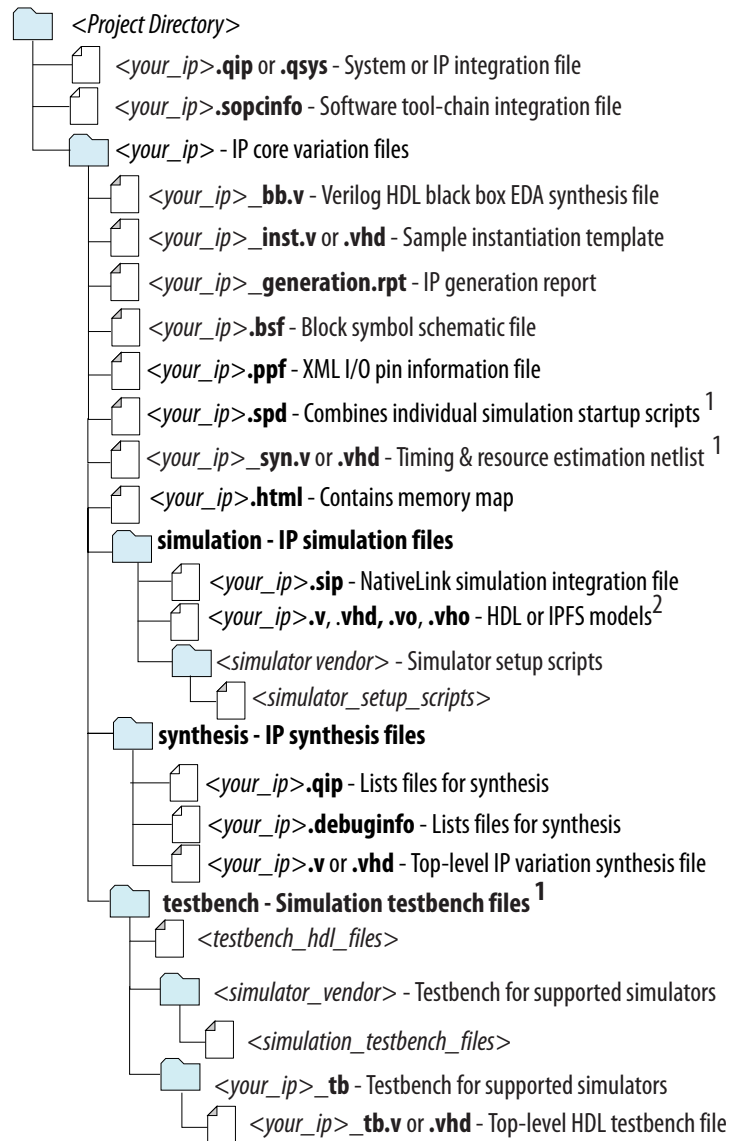 <Project Directory>
<your_ip>.qip or .qsys - System or IP integration file
<your_ip>.sopcinfo - Software tool-chain integration file
<your_ip> - IP core variation files
<your_ip>_bb.v - Verilog HDL black box EDA synthesis file
<your_ip>_inst.v or .vhd - Sample instantiation template
<your_ip>_generation.rpt - IP generation report
<your_ip>.bsf - Block symbol schematic file
<your_ip>.ppf - XML I/O pin information file
<your_ip>.spd - Combines individual simulation startup scripts 1
<your_ip>_syn.v or .vhd - Timing & resource estimation netlist 1
<your_ip>.html - Contains memory map
simulation - IP simulation files
<your_ip>.sip - NativeLink simulation integration file
<your_ip>.v, .vhd, .vo, .vho - HDL or IPFS models2
<simulator vendor> - Simulator setup scripts
<simulator_setup_scripts>
synthesis - IP synthesis files
<your_ip>.qip - Lists files for synthesis
<your_ip>.debuginfo - Lists files for synthesis
<your_ip>.v or .vhd - Top-level IP variation synthesis file
testbench - Simulation testbench files 1
<testbench_hdl_files>
<simulator_vendor> - Testbench for supported simulators
<simulation_testbench_files>
<your_ip>_tb - Testbench for supported simulators
<your_ip>_tb.v or .vhd - Top-level HDL testbench file